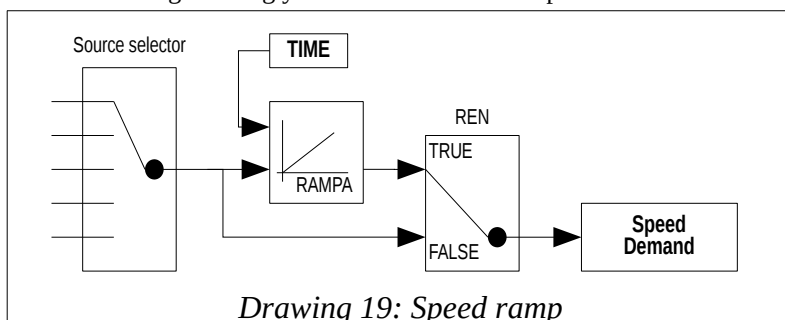 Source selector
TIME
REN
TRUE
RAMPA
FALSE
Speed
Demand
Drawing 19: Speed ramp